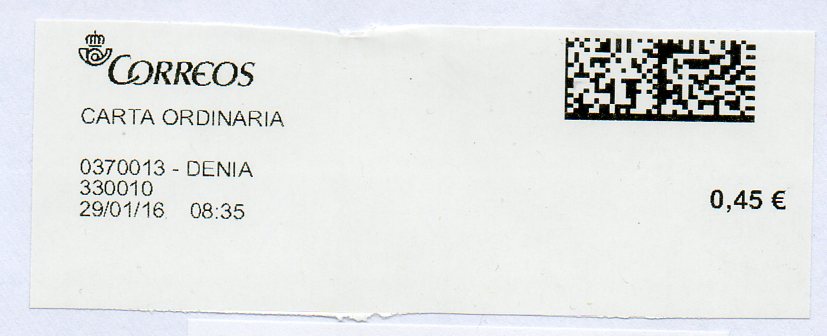 CORREOS
CARTA ORDINARIA
0370013 - DENIA
330010
29/01/16 08:35
0,45 €